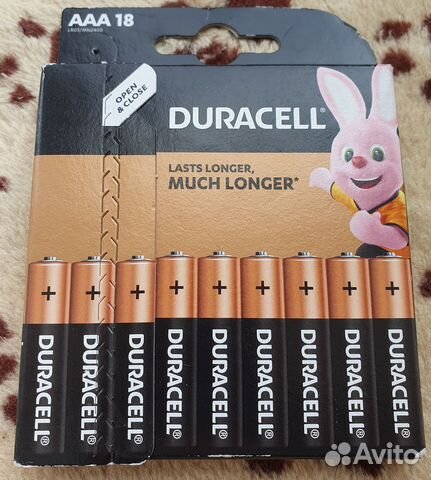 AAA 18
LR03/MN2400
OPEN
& CLOSE
DURACELL®
LASTS LONGER,
MUCH LONGER*
+ + + + + + + + +
DURACELL®
DURACELL®
DURACELL®
DURACELL®
DURACELL®
DURACELL®
DURACELL®
DURACELL®
DURACELL®
Avito